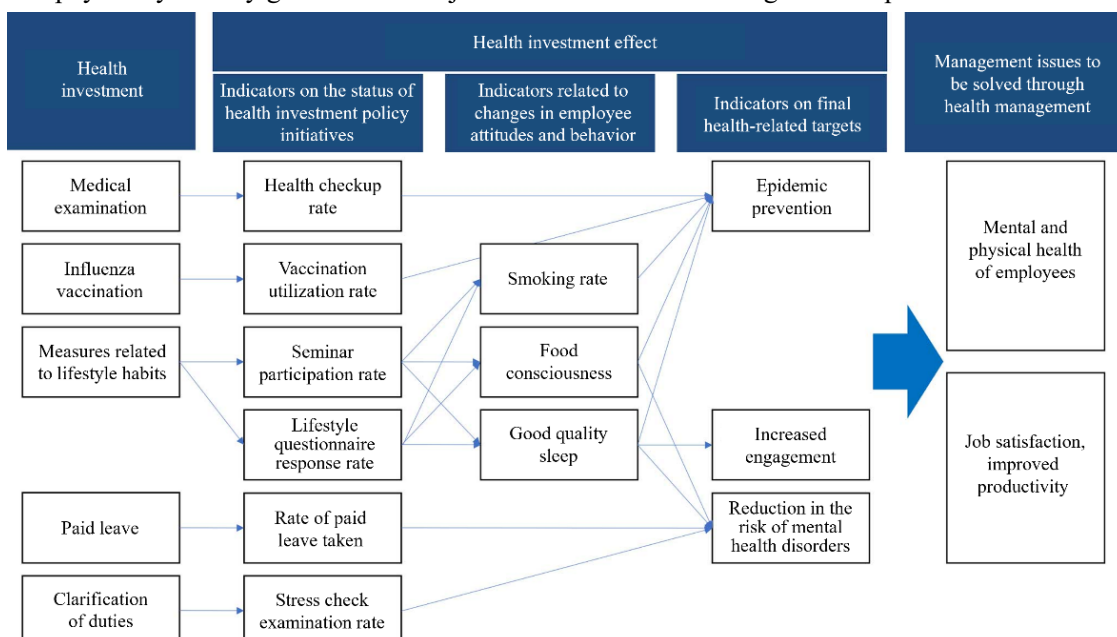 Health
investment
Health investment effect
Indicators on the status of
health investment policy
initiatives
Indicators related to
changes in employee
attitudes and behavior
Indicators on final
health-related targets
Management issues to
be solved through
health management
Medical
examination
Health checkup
rate
Epidemic
prevention
Mental and
physical health
of employees
Influenza
vaccination
Vaccination
utilization rate
Smoking rate
Measures related
to lifestyle habits
Seminar
participation rate
Food
consciousness
Lifestyle
questionnaire
response rate
Good quality
sleep
Increased
engagement
Job satisfaction,
improved
productivity
Paid leave
Rate of paid
leave taken
Reduction in the
risk of mental
health disorders
Clarification
of duties
Stress check
examination rate